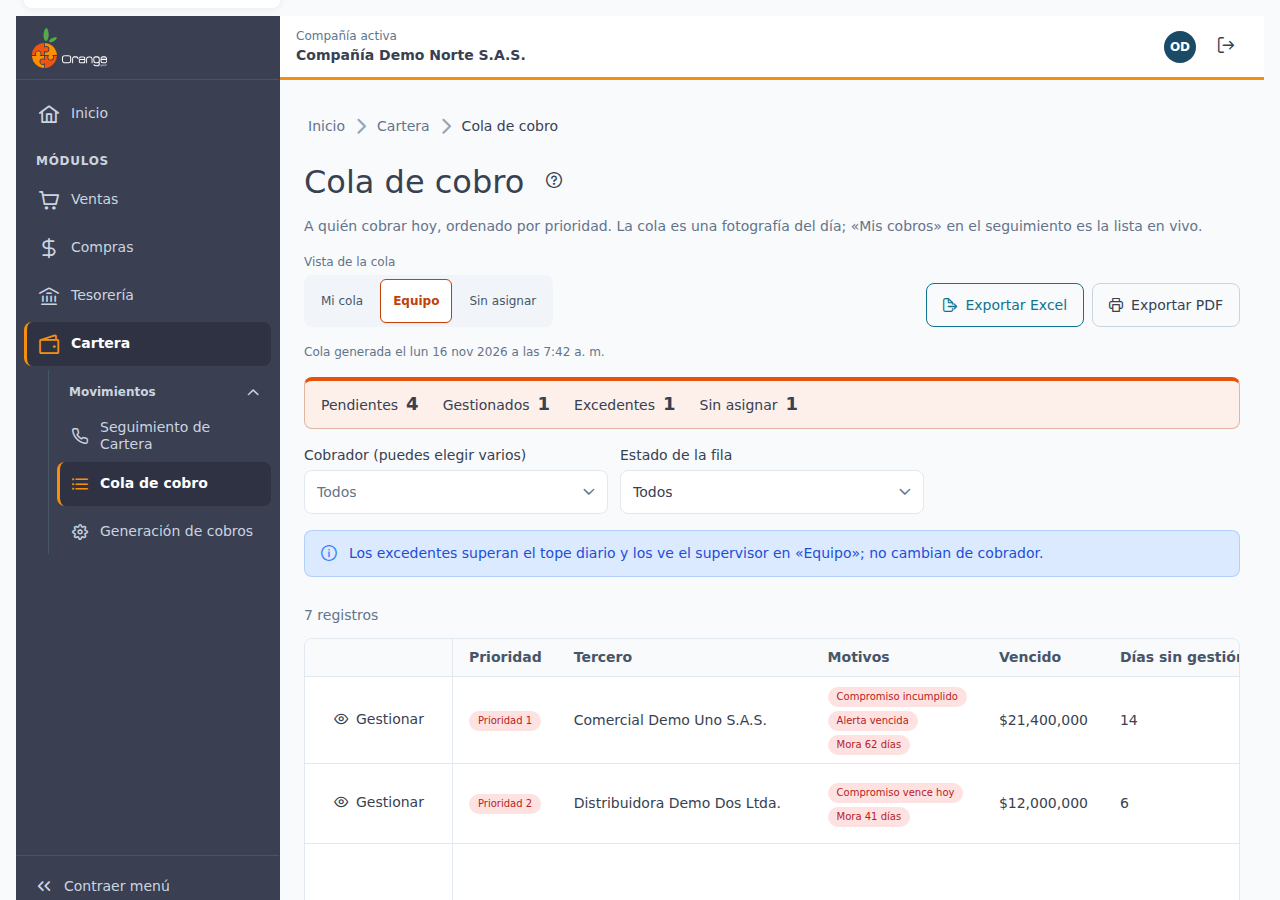 Orange
Compañía activa
Compañía Demo Norte S.A.S.
OD
Inicio
MÓDULOS
Ventas
Compras
Tesorería
Cartera
Movimientos
Seguimiento de
Cartera
Cola de cobro
Generación de cobros
Contraer menú
Inicio
Cartera
Cola de cobro
Cola de cobro
A quién cobrar hoy, ordenado por prioridad. La cola es una fotografía del día; «Mis cobros» en el seguimiento es la lista en vivo.
Vista de la cola
Mi cola
Equipo
Sin asignar
Exportar Excel
Exportar PDF
Cola generada el lun 16 nov 2026 a las 7:42 a. m.
Pendientes 4 Gestionados 1 Excedentes 1 Sin asignar 1
Cobrador (puedes elegir varios)
Todos
Estado de la fila
Todos
Los excedentes superan el tope diario y los ve el supervisor en «Equipo»; no cambian de cobrador.
7 registros
Prioridad Tercero Motivos Vencido Días sin gestión
Gestionar
Prioridad 1
Comercial Demo Uno S.A.S.
Compromiso incumplido
Alerta vencida
Mora 62 días
$21,400,000
14
Gestionar
Prioridad 2
Distribuidora Demo Dos Ltda.
Compromiso vence hoy
Mora 41 días
$12,000,000
6